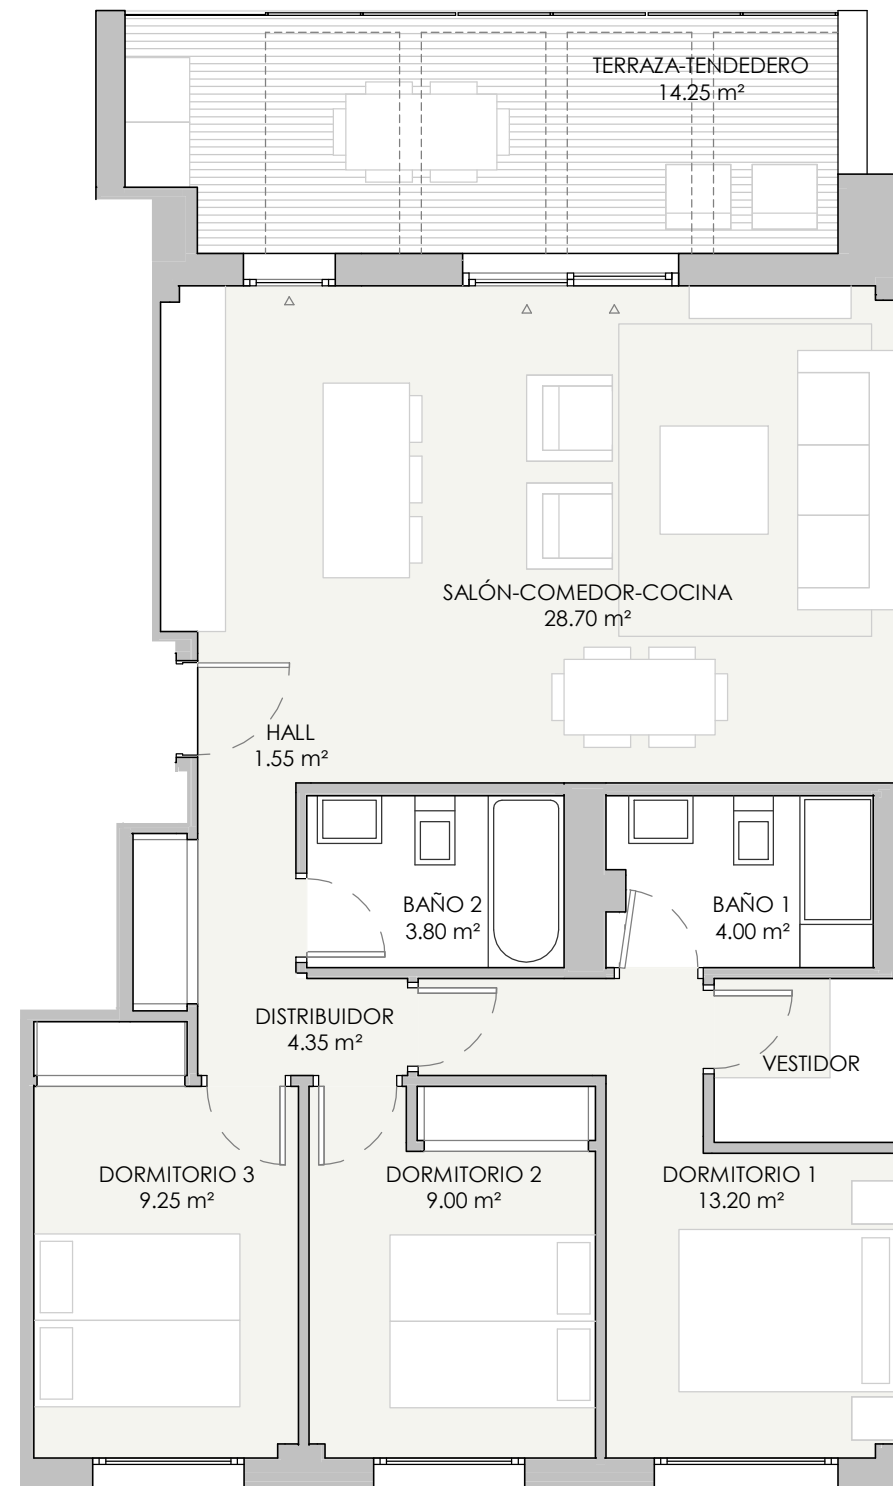 TERRAZA-TENDEDERO
14.25 m²
SALÓN-COMEDOR-COCINA
28.70 m²
HALL
1.55 m²
BAÑO 2
3.80 m²
BAÑO 1
4.00 m²
DISTRIBUIDOR
4.35 m²
VESTIDOR
DORMITORIO 3
9.25 m²
DORMITORIO 2
9.00 m²
DORMITORIO 1
13.20 m²